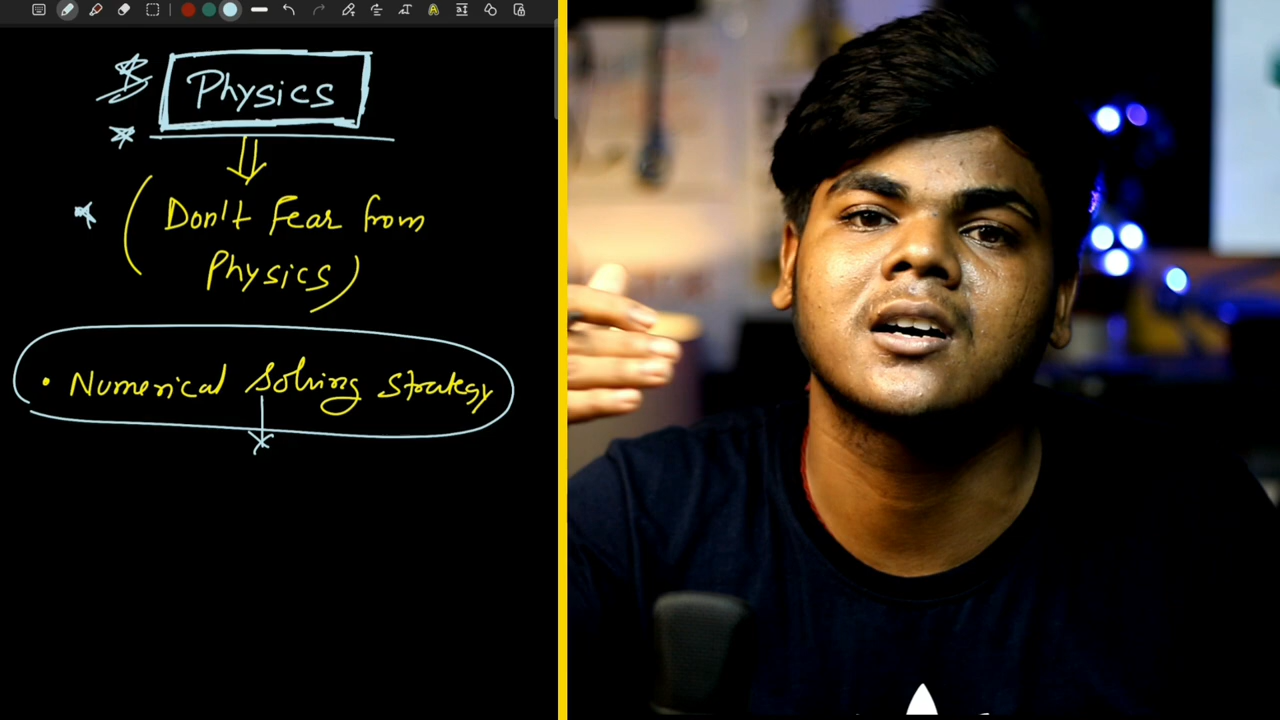 Physics
(Don't Fear from
Physics)
• Numerical Solving Strategy